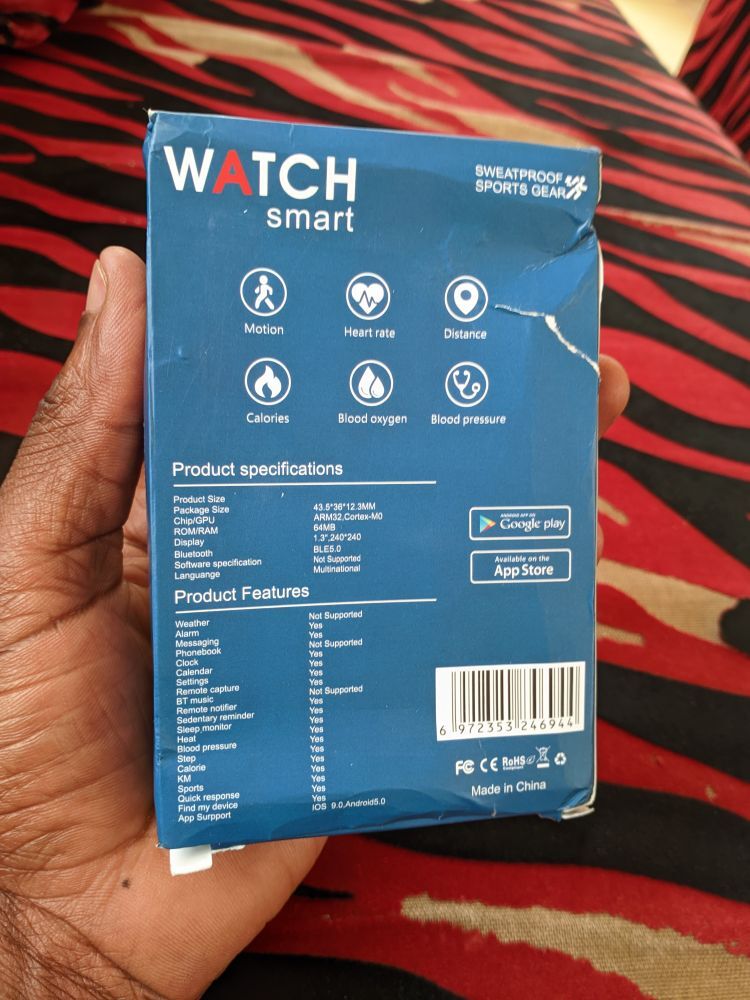 WATCH
smart
SWEATPROOF
SPORTS GEAR
Motion
Heart rate
Distance
Calories
Blood oxygen
Blood pressure
Product specifications
Product Size
Package Size 43.5*36*12.3MM
Chip/GPU ARM32,Cortex-M0
ROM/RAM 64MB
Display 1.3",240*240
Bluetooth BLE5.0
Software specification Not Supported
Languange Multinational
Product Features
Weather Not Supported
Alarm Yes
Messaging Yes
Phonebook Not Supported
Clock Yes
Calendar Yes
Settings Yes
Remote capture Yes
BT music Not Supported
Remote notifier Yes
Sedentary reminder Yes
Sleep monitor Yes
Heat Yes
Blood pressure Yes
Step Yes
Calorie Yes
KM Yes
Sports Yes
Quick response Yes
Find my device Yes
App Surpport IOS 9.0,Android5.0
ANDROID APP ON
Google play
Available on the
App Store
6 972353 246944
FC CE RoHS
Made in China